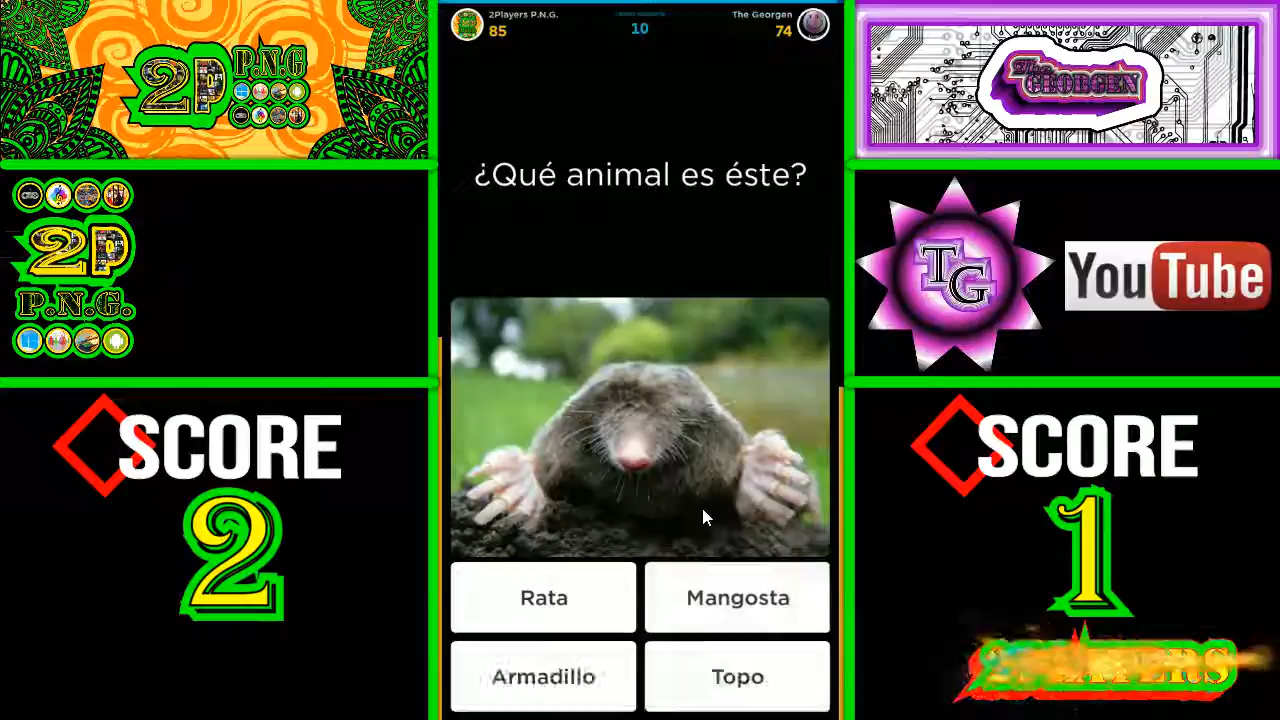 2P
P.N.G
2Players P.N.G.
85
10
The Georgen
74
The
GEORGEN
¿Qué animal es éste?
2P
P.N.G.
TG
YouTube
SCORE
2
SCORE
1
Rata
Mangosta
Armadillo
Topo